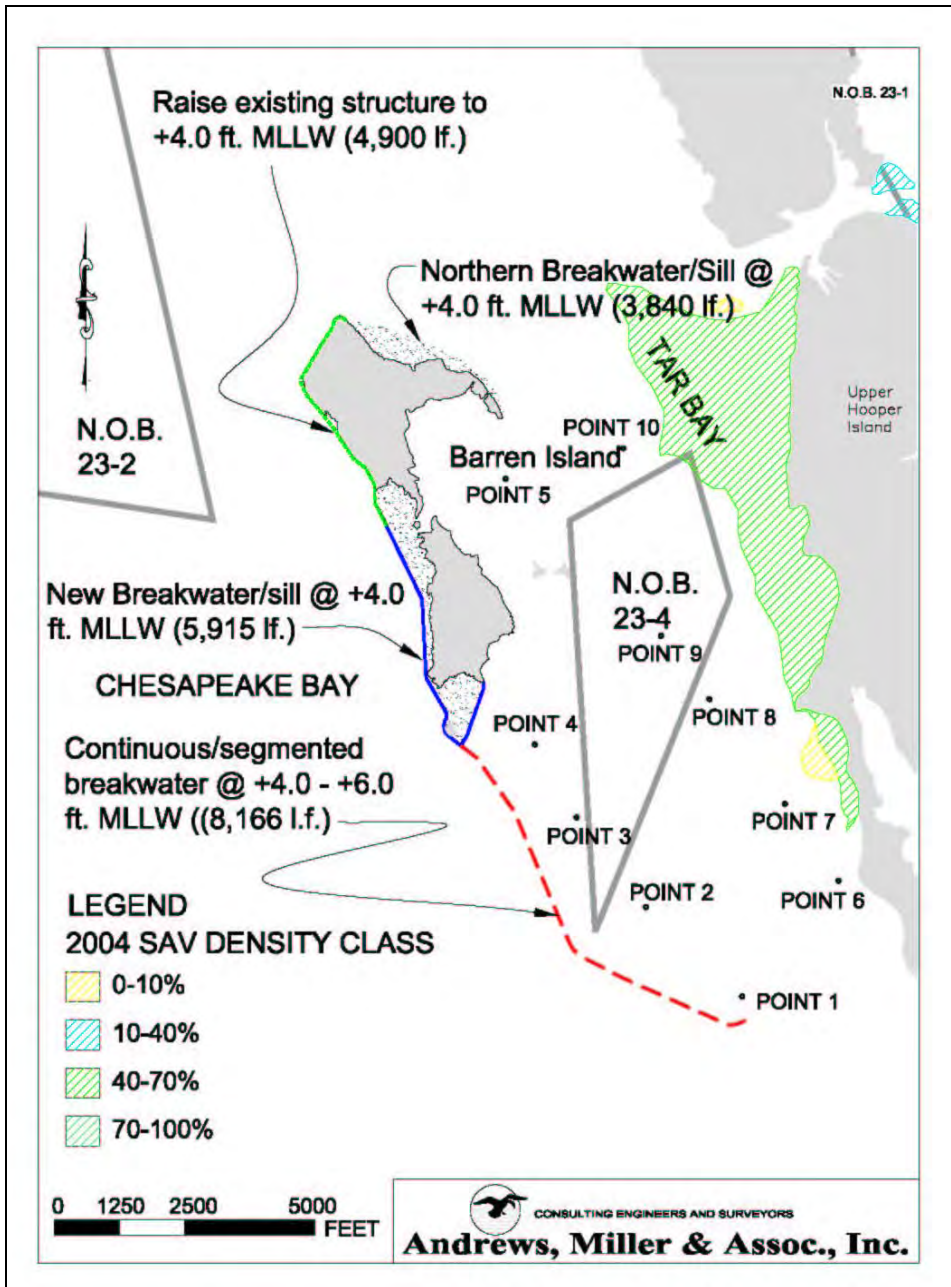 N.O.B. 23-1
Raise existing structure to
+4.0 ft. MLLW (4,900 lf.)
Northern Breakwater/Sill @
+4.0 ft. MLLW (3,840 lf.)
TAR BAY
Upper
Hooper
Island
N.O.B.
23-2
POINT 10
Barren Island
POINT 5
New Breakwater/sill @ +4.0
ft. MLLW (5,915 lf.)
N.O.B.
23-4
POINT 9
CHESAPEAKE BAY
POINT 8
POINT 4
Continuous/segmented
breakwater @ +4.0 - +6.0
ft. MLLW ((8,166 l.f.)
POINT 3
POINT 7
POINT 2
POINT 6
POINT 1
LEGEND
2004 SAV DENSITY CLASS
0-10%
10-40%
40-70%
70-100%
0 1250 2500 5000
FEET
CONSULTING ENGINEERS AND SURVEYORS
Andrews, Miller & Assoc., Inc.